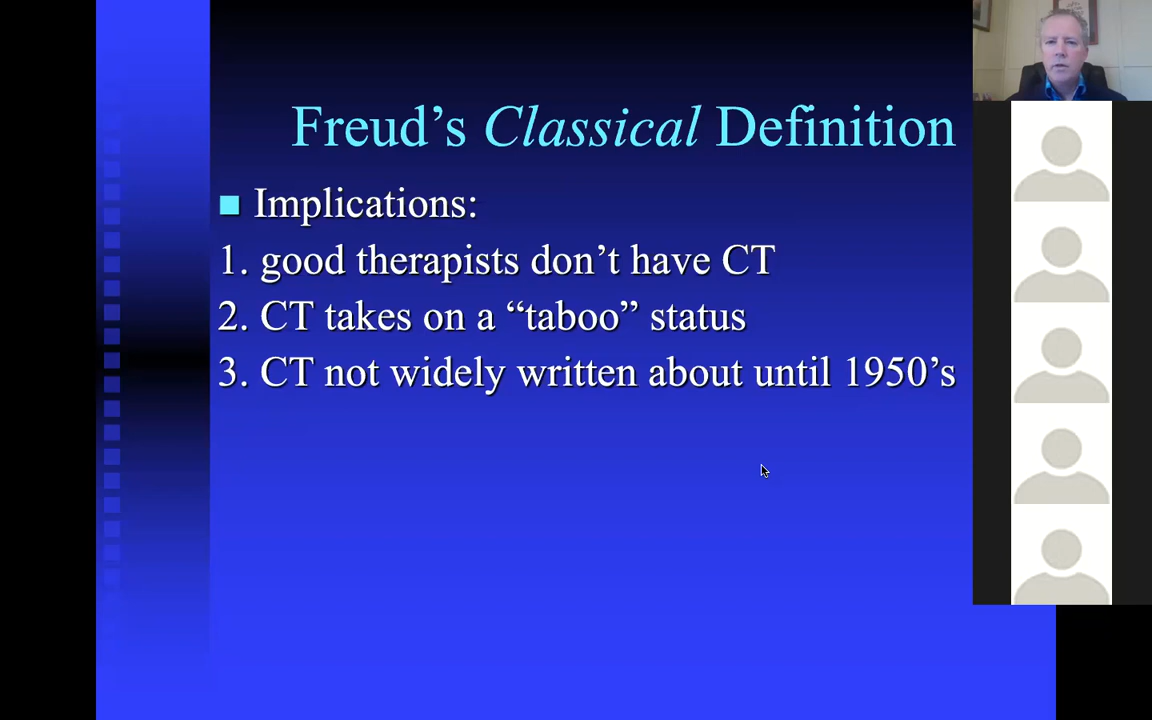 Freud’s Classical Definition
Implications:
1. good therapists don’t have CT
2. CT takes on a “taboo” status
3. CT not widely written about until 1950’s